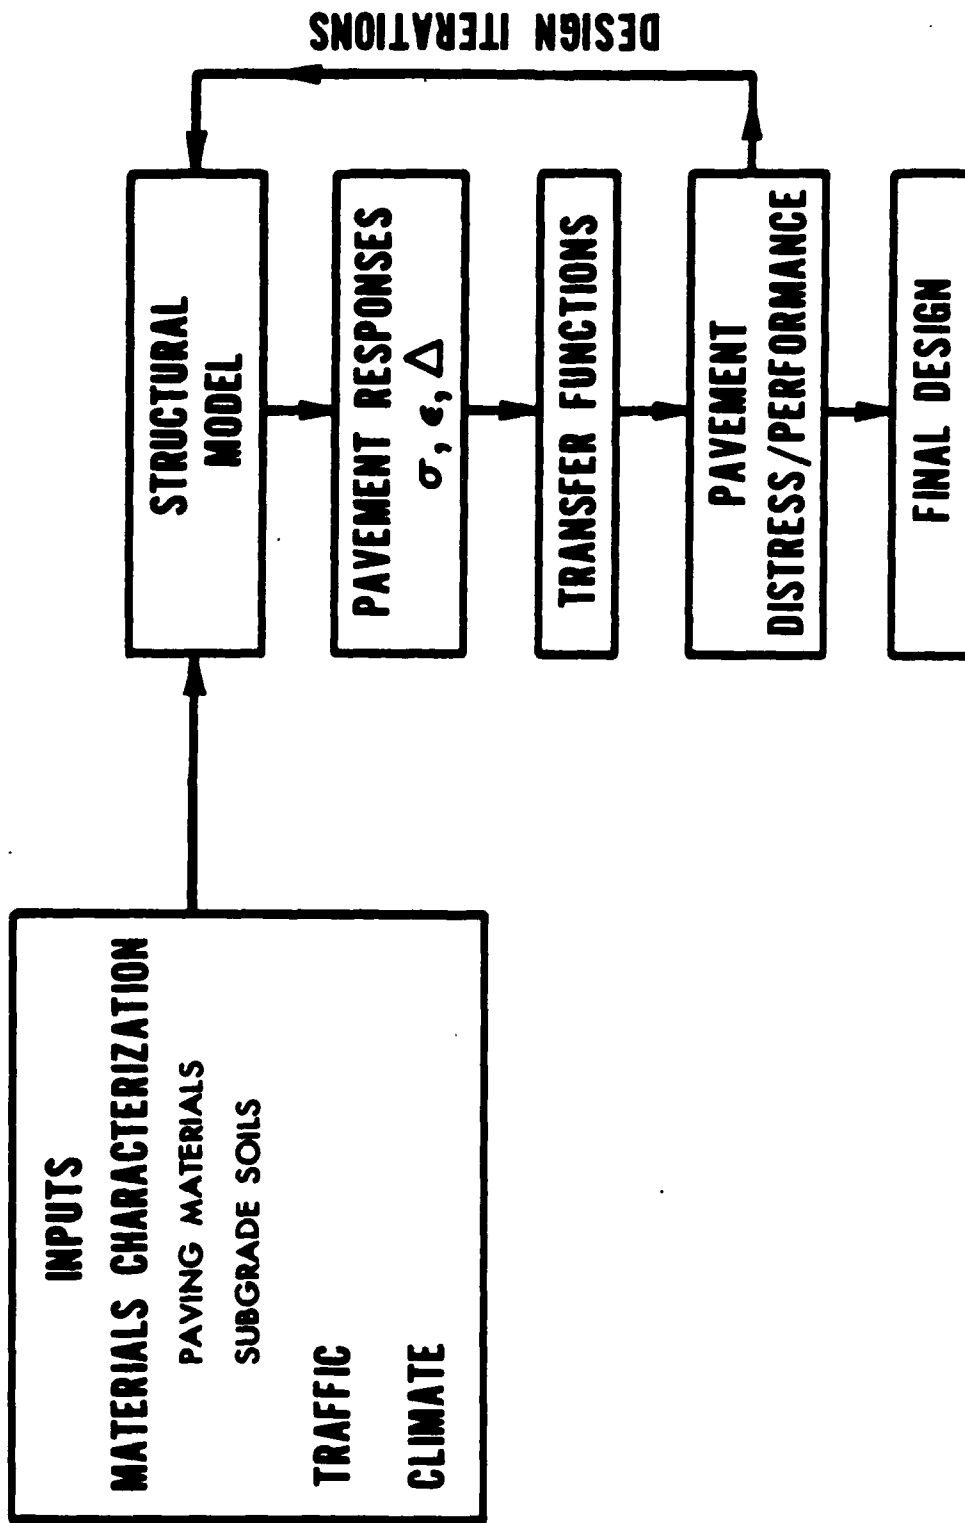 INPUTS
MATERIALS CHARACTERIZATION
PAVING MATERIALS
SUBGRADE SOILS
TRAFFIC
CLIMATE
STRUCTURAL
MODEL
PAVEMENT RESPONSES
σ, ϵ, Δ
TRANSFER FUNCTIONS
PAVEMENT
DISTRESS/PERFORMANCE
FINAL DESIGN
DESIGN ITERATIONS